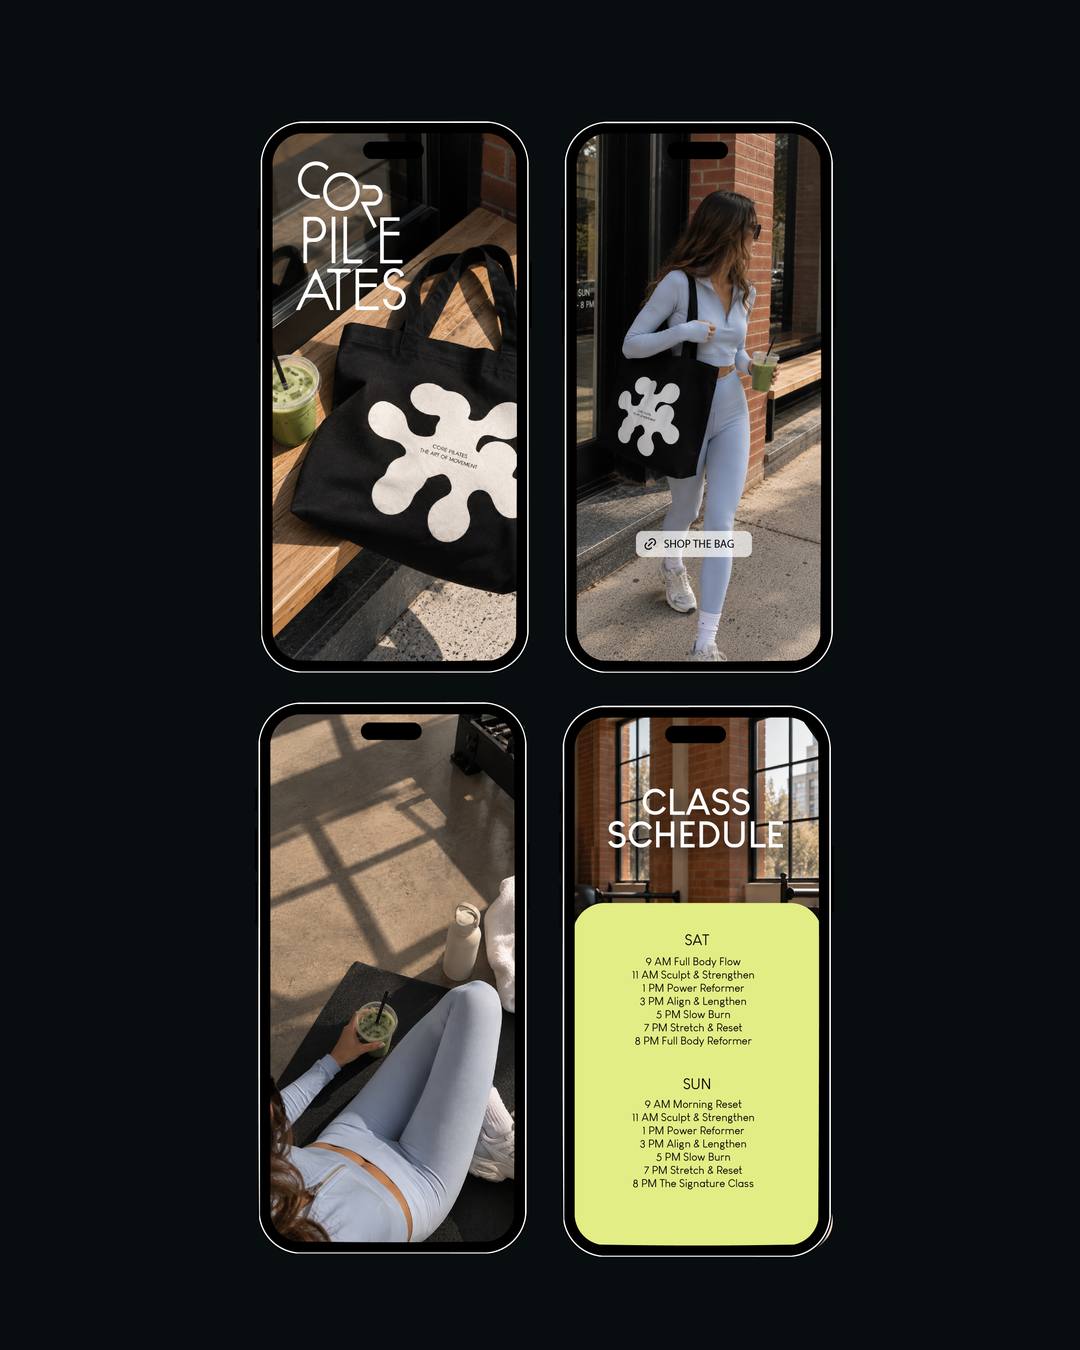 COR
PIL E
ATES
CORE PILATES
THE ART OF MOVEMENT
SUN
- 8 PM
SHOP THE BAG
CLASS
SCHEDULE
SAT
9 AM Full Body Flow
11 AM Sculpt & Strengthen
1 PM Power Reformer
3 PM Align & Lengthen
5 PM Slow Burn
7 PM Stretch & Reset
8 PM Full Body Reformer
SUN
9 AM Morning Reset
11 AM Sculpt & Strengthen
1 PM Power Reformer
3 PM Align & Lengthen
5 PM Slow Burn
7 PM Stretch & Reset
8 PM The Signature Class